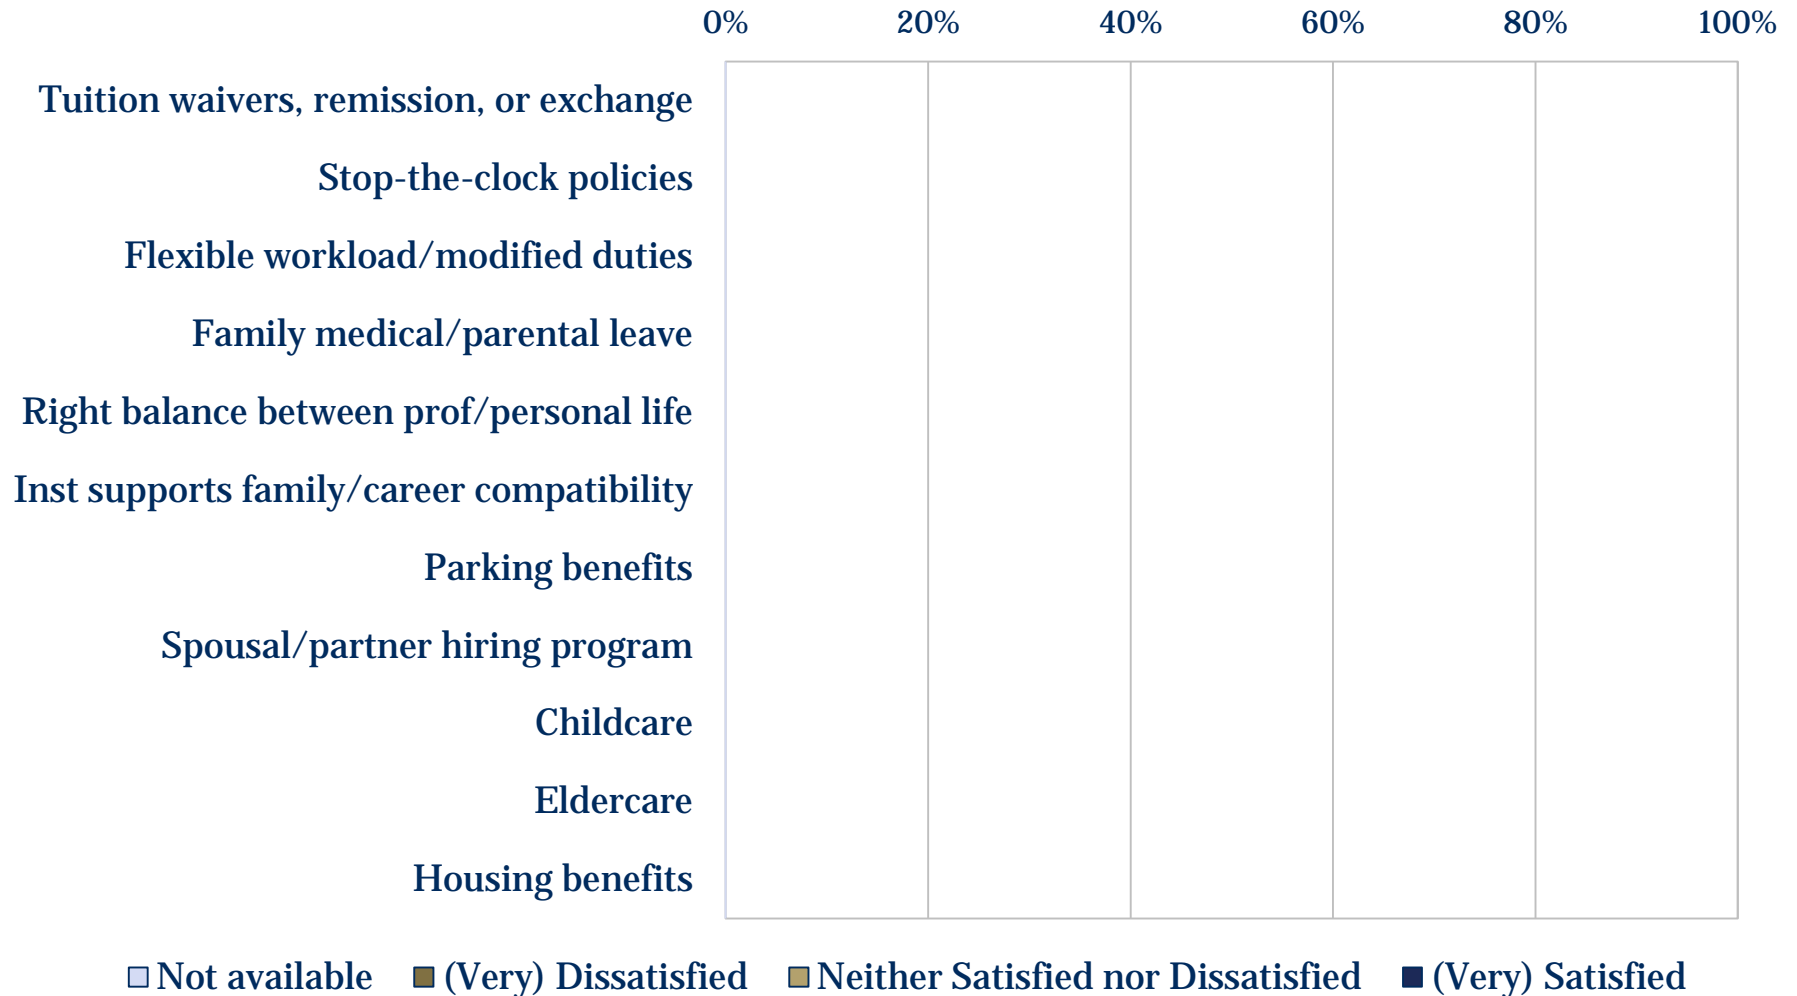 0% 20% 40% 60% 80% 100%
Tuition waivers, remission, or exchange
Stop-the-clock policies
Flexible workload/modified duties
Family medical/parental leave
Right balance between prof/personal life
Inst supports family/career compatibility
Parking benefits
Spousal/partner hiring program
Childcare
Eldercare
Housing benefits
Not available (Very) Dissatisfied Neither Satisfied nor Dissatisfied (Very) Satisfied